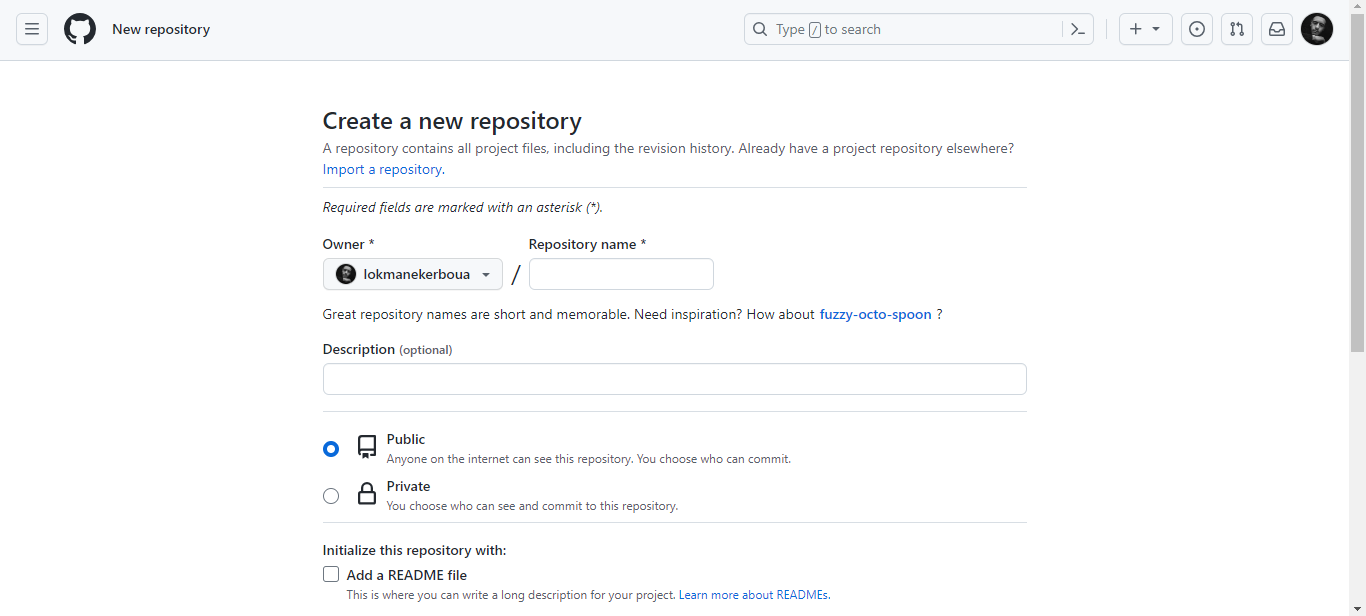 New repository
Type / to search
Create a new repository
A repository contains all project files, including the revision history. Already have a project repository elsewhere?
Import a repository.
Required fields are marked with an asterisk (*).
Owner * Repository name *
lokmanekerboua /
Great repository names are short and memorable. Need inspiration? How about fuzzy-octo-spoon ?
Description (optional)
Public
Anyone on the internet can see this repository. You choose who can commit.
Private
You choose who can see and commit to this repository.
Initialize this repository with:
Add a README file
This is where you can write a long description for your project. Learn more about READMEs.